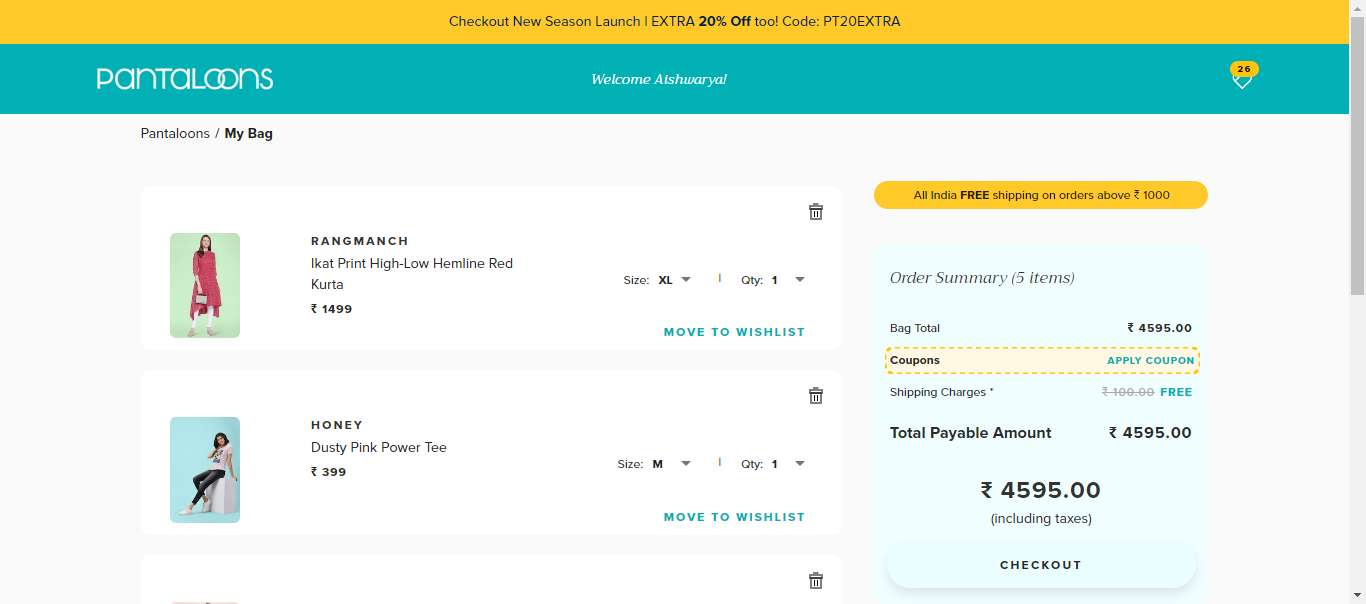 Checkout New Season Launch | EXTRA 20% Off too! Code: PT20EXTRA
PANTALOONS
Welcome Aishwarya!
26
Pantaloons / My Bag
All India FREE shipping on orders above ₹ 1000
RANGMANCH
Ikat Print High-Low Hemline Red
Kurta
₹ 1499
Size: XL | Qty: 1
MOVE TO WISHLIST
HONEY
Dusty Pink Power Tee
₹ 399
Size: M | Qty: 1
MOVE TO WISHLIST
Order Summary (5 items)
Bag Total ₹ 4595.00
Coupons APPLY COUPON
Shipping Charges * ₹ 100.00 FREE
Total Payable Amount ₹ 4595.00
₹ 4595.00
(including taxes)
CHECKOUT